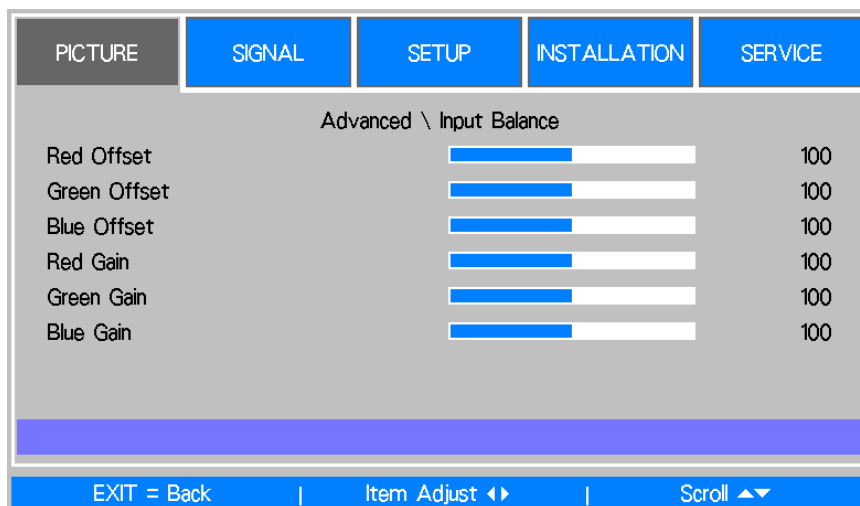 PICTURE SIGNAL SETUP INSTALLATION SERVICE
Advanced \ Input Balance
Red Offset 100
Green Offset 100
Blue Offset 100
Red Gain 100
Green Gain 100
Blue Gain 100
EXIT = Back | Item Adjust ◂▸ | Scroll ▴▾